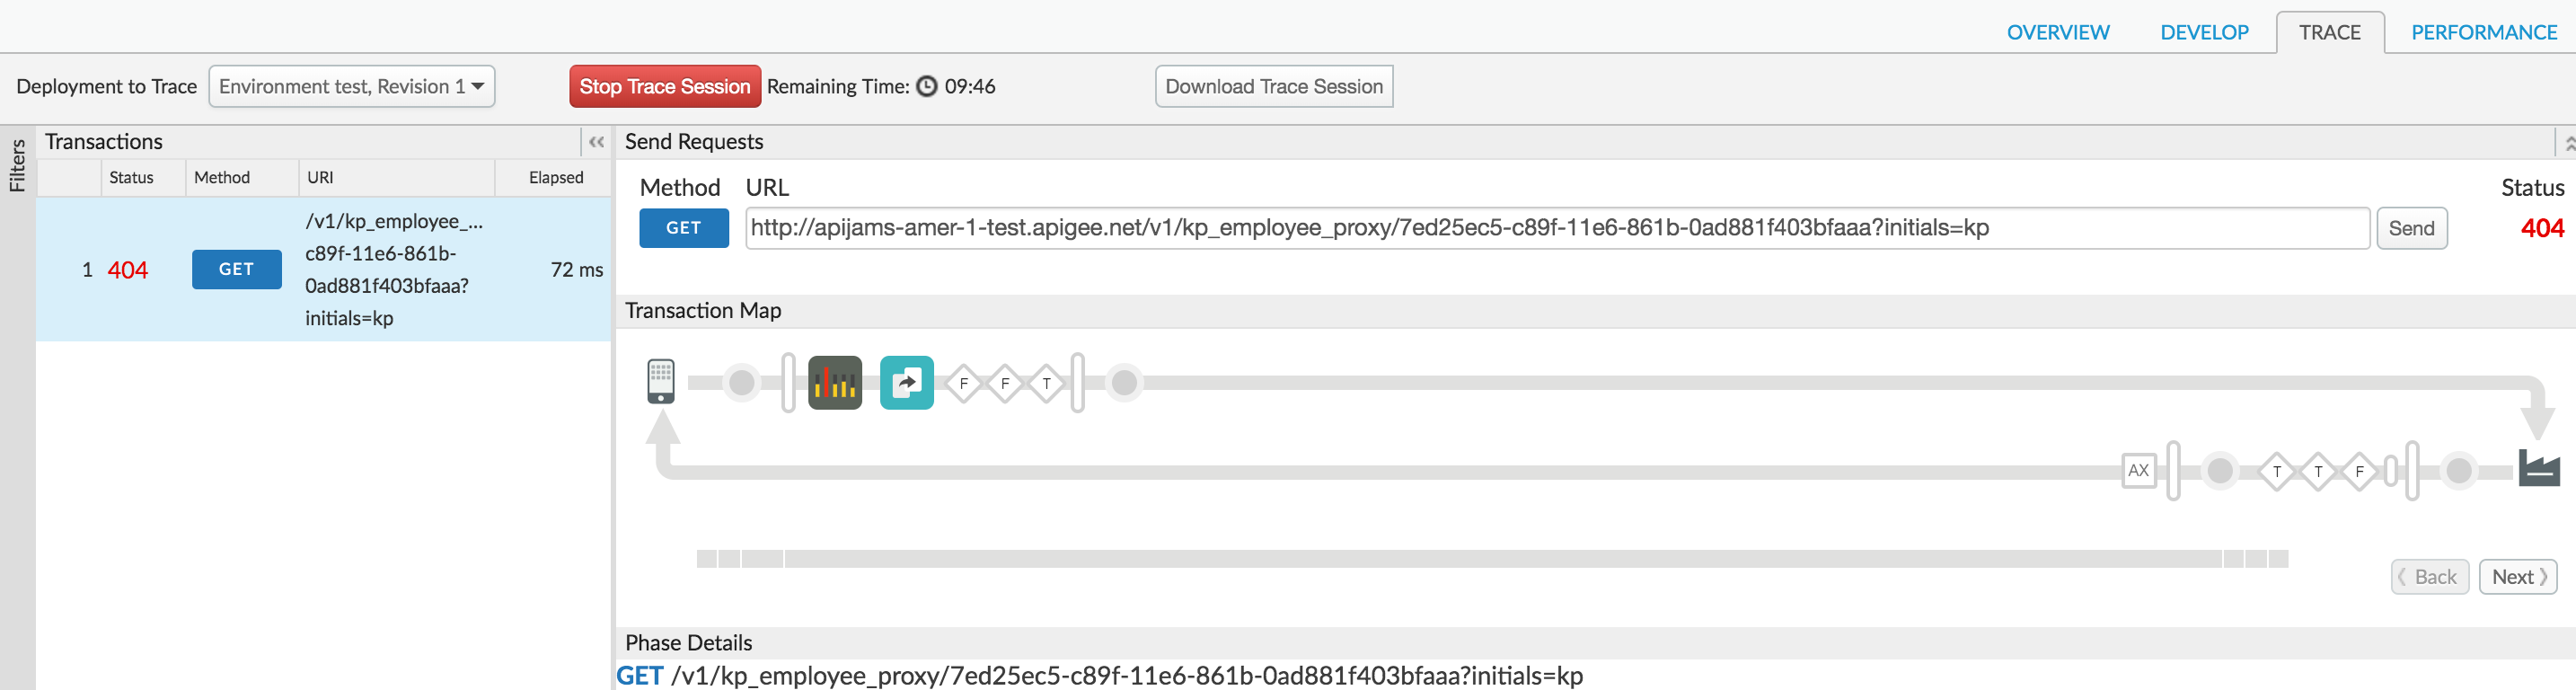 OVERVIEW DEVELOP TRACE PERFORMANCE
Deployment to Trace Environment test, Revision 1 Stop Trace Session Remaining Time: 09:46 Download Trace Session
Filters
Transactions
Status Method URI Elapsed
1 404 GET /v1/kp_employee_... 72 ms
c89f-11e6-861b-
0ad881f403bfaaa?
initials=kp
Send Requests
Method URL Status
GET http://apijams-amer-1-test.apigee.net/v1/kp_employee_proxy/7ed25ec5-c89f-11e6-861b-0ad881f403bfaaa?initials=kp Send 404
Transaction Map
F F T
AX T T F
Back Next
Phase Details
GET /v1/kp_employee_proxy/7ed25ec5-c89f-11e6-861b-0ad881f403bfaaa?initials=kp